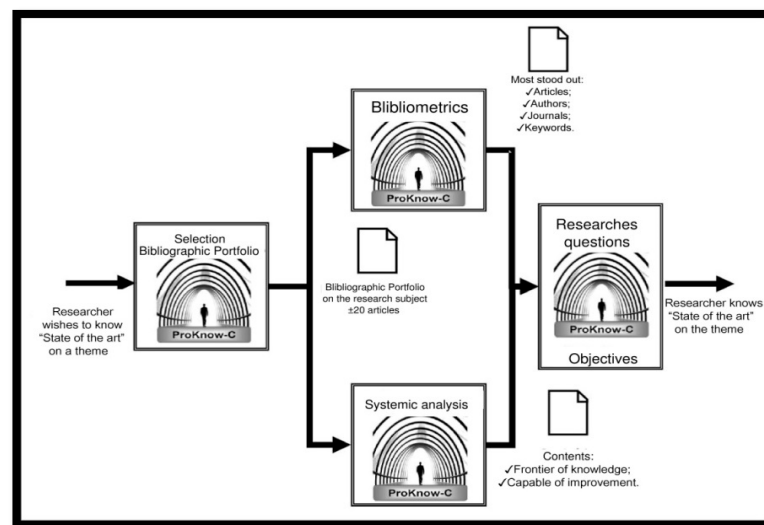 Most stood out:
✓Articles;
✓Authors;
✓Journals;
✓Keywords.
Blibliometrics
ProKnow-C
Selection
Bibliographic Portfolio
ProKnow-C
Researcher
wishes to know
“State of the art”
on a theme
Blibliographic Portfolio
on the research subject
±20 articles
Researches
questions
ProKnow-C
Objectives
Researcher knows
“State of the art”
on the theme
Systemic analysis
ProKnow-C
Contents:
✓Frontier of knowledge;
✓Capable of improvement.